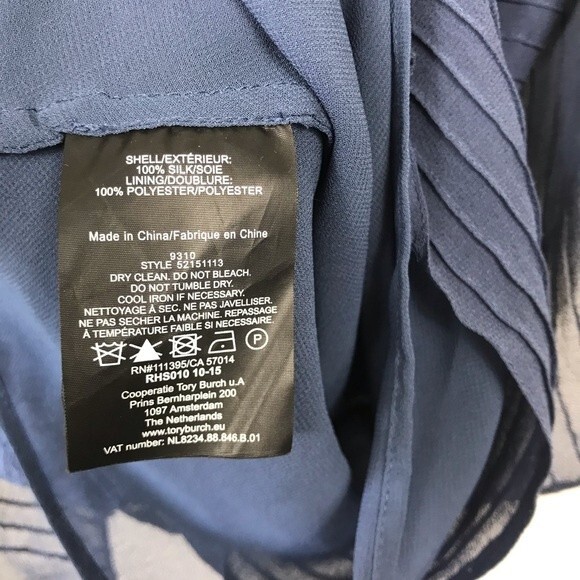 SHELL/EXTÉRIEUR:
100% SILK/SOIE
LINING/DOUBLURE:
100% POLYESTER/POLYESTER
Made in China/Fabrique en Chine
9310
STYLE 52151113
DRY CLEAN. DO NOT BLEACH.
DO NOT TUMBLE DRY.
COOL IRON IF NECESSARY.
NETTOYAGE À SEC. NE PAS JAVELLISER.
NE PAS SECHER LA MACHINE. REPASSAGE
À TEMPÉRATURE FAIBLE SI NECESSAIRE.
P
RN#111395/CA 57014
RHS010 10-15
Cooperatie Tory Burch u.A
Prins Bernharplein 200
1097 Amsterdam
The Netherlands
www.toryburch.eu
VAT number: NL8234.88.846.B.01